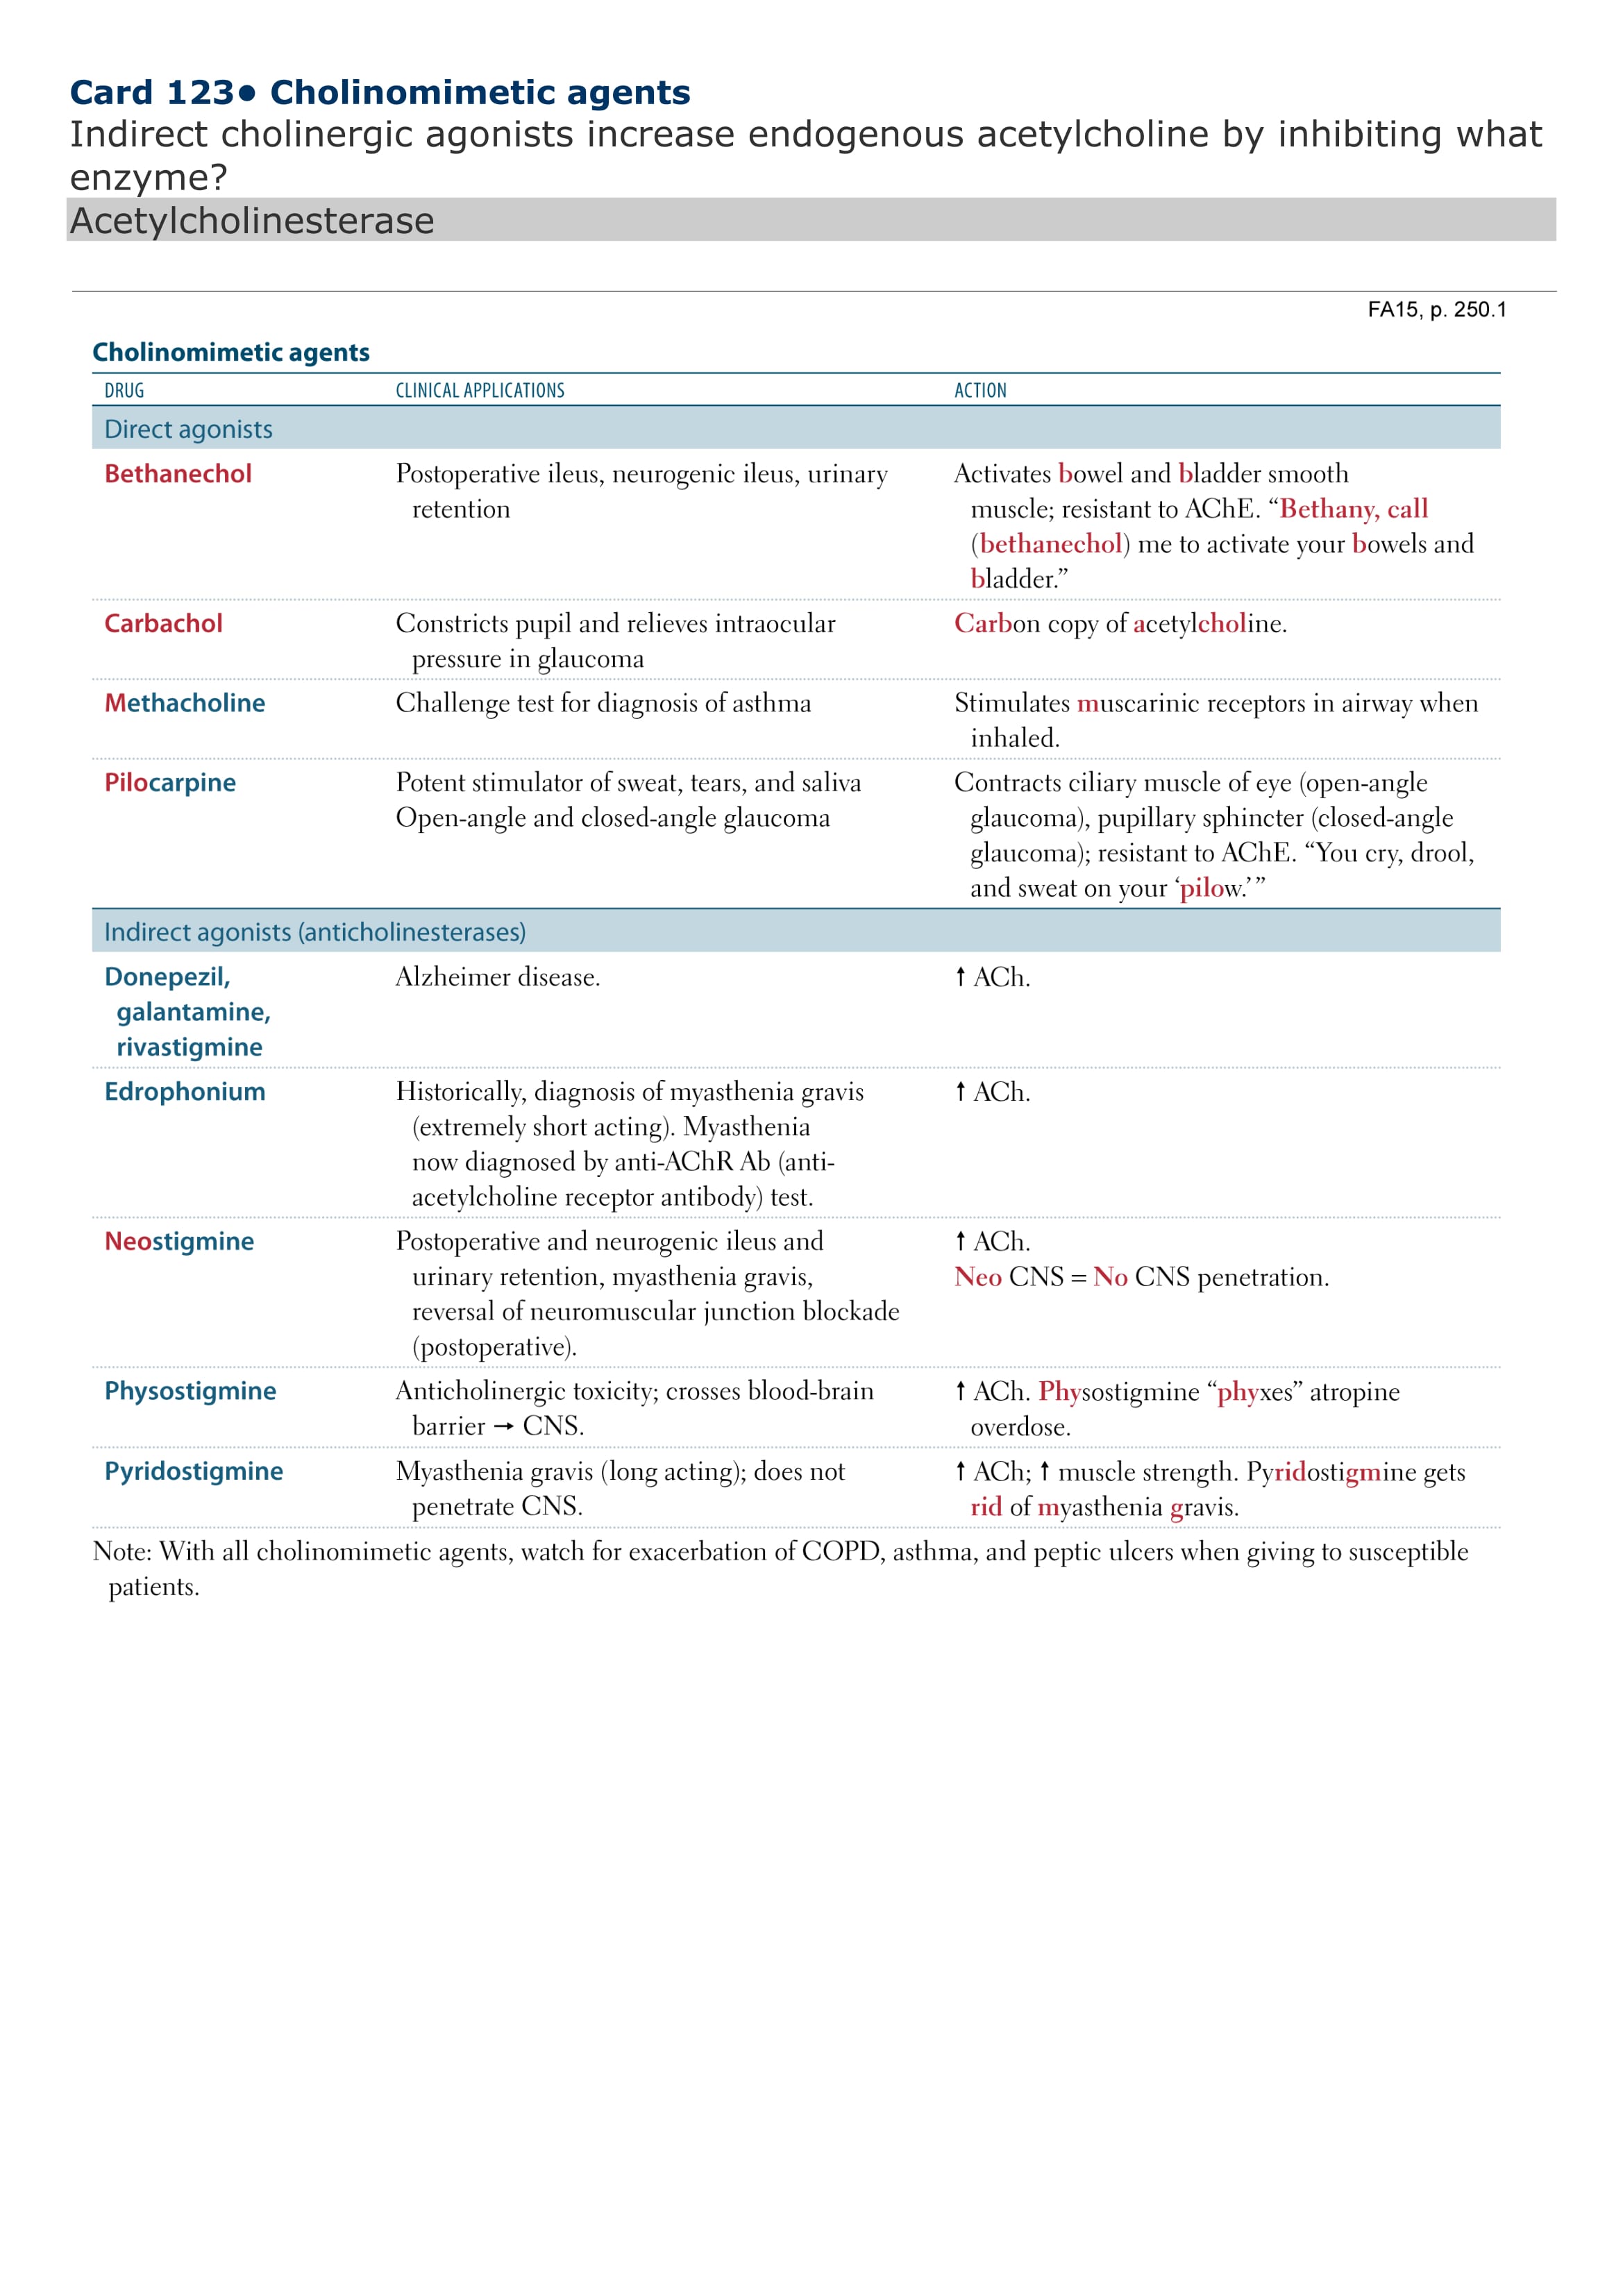 Card 123• Cholinomimetic agents
Indirect cholinergic agonists increase endogenous acetylcholine by inhibiting what
enzyme?
Acetylcholinesterase
FA15, p. 250.1
Cholinomimetic agents
DRUG CLINICAL APPLICATIONS ACTION
Direct agonists
Bethanechol Postoperative ileus, neurogenic ileus, urinary Activates bowel and bladder smooth
retention muscle; resistant to AChE. “Bethany, call
(bethanechol) me to activate your bowels and
bladder.”
Carbachol Constricts pupil and relieves intraocular Carbon copy of acetylcholine.
pressure in glaucoma
Methacholine Challenge test for diagnosis of asthma Stimulates muscarinic receptors in airway when
inhaled.
Pilocarpine Potent stimulator of sweat, tears, and saliva Contracts ciliary muscle of eye (open-angle
Open-angle and closed-angle glaucoma glaucoma), pupillary sphincter (closed-angle
glaucoma); resistant to AChE. “You cry, drool,
and sweat on your ‘pilow.’”
Indirect agonists (anticholinesterases)
Donepezil, Alzheimer disease. ↑ ACh.
galantamine,
rivastigmine
Edrophonium Historically, diagnosis of myasthenia gravis ↑ ACh.
(extremely short acting). Myasthenia
now diagnosed by anti-AChR Ab (anti-
acetylcholine receptor antibody) test.
Neostigmine Postoperative and neurogenic ileus and ↑ ACh.
urinary retention, myasthenia gravis, Neo CNS = No CNS penetration.
reversal of neuromuscular junction blockade
(postoperative).
Physostigmine Anticholinergic toxicity; crosses blood-brain ↑ ACh. Physostigmine “phyxes” atropine
barrier → CNS. overdose.
Pyridostigmine Myasthenia gravis (long acting); does not ↑ ACh; ↑ muscle strength. Pyridostigmine gets
penetrate CNS. rid of myasthenia gravis.
Note: With all cholinomimetic agents, watch for exacerbation of COPD, asthma, and peptic ulcers when giving to susceptible
patients.